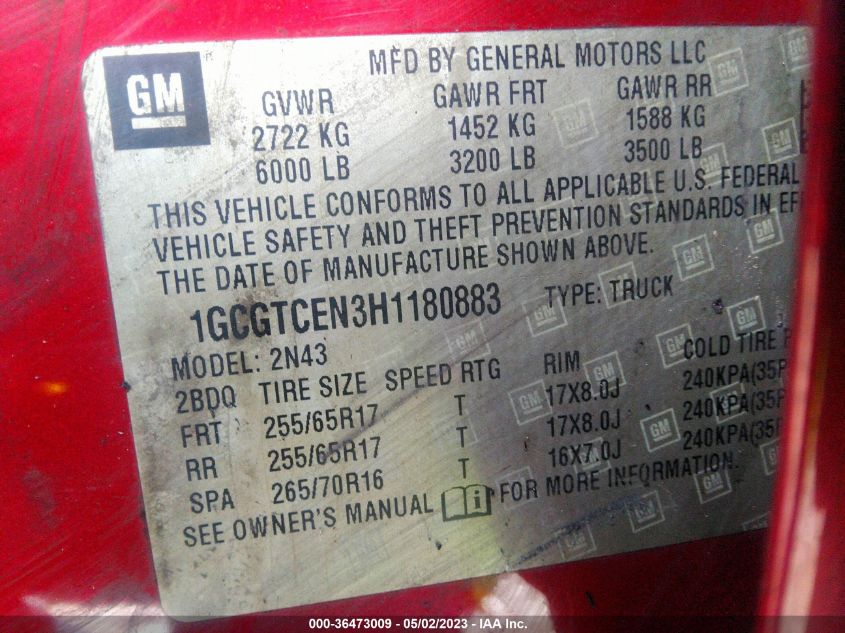 GM
MFD BY GENERAL MOTORS LLC
GVWR GAWR FRT GAWR RR
2722 KG 1452 KG 1588 KG
6000 LB 3200 LB 3500 LB
THIS VEHICLE CONFORMS TO ALL APPLICABLE U.S. FEDERAL
VEHICLE SAFETY AND THEFT PREVENTION STANDARDS IN
THE DATE OF MANUFACTURE SHOWN ABOVE.
1GCGTCEN3H1180883 TYPE: TRUCK
MODEL: 2N43
2BDQ TIRE SIZE SPEED RTG RIM COLD TIRE
FRT 255/65R17 T 17X8.0J 240KPA(35P
RR 255/65R17 T 17X8.0J 240KPA(35P
SPA 265/70R16 T 16X7.0J 240KPA(35P
SEE OWNER'S MANUAL FOR MORE INFORMATION.
000-36473009 - 05/02/2023 - IAA Inc.